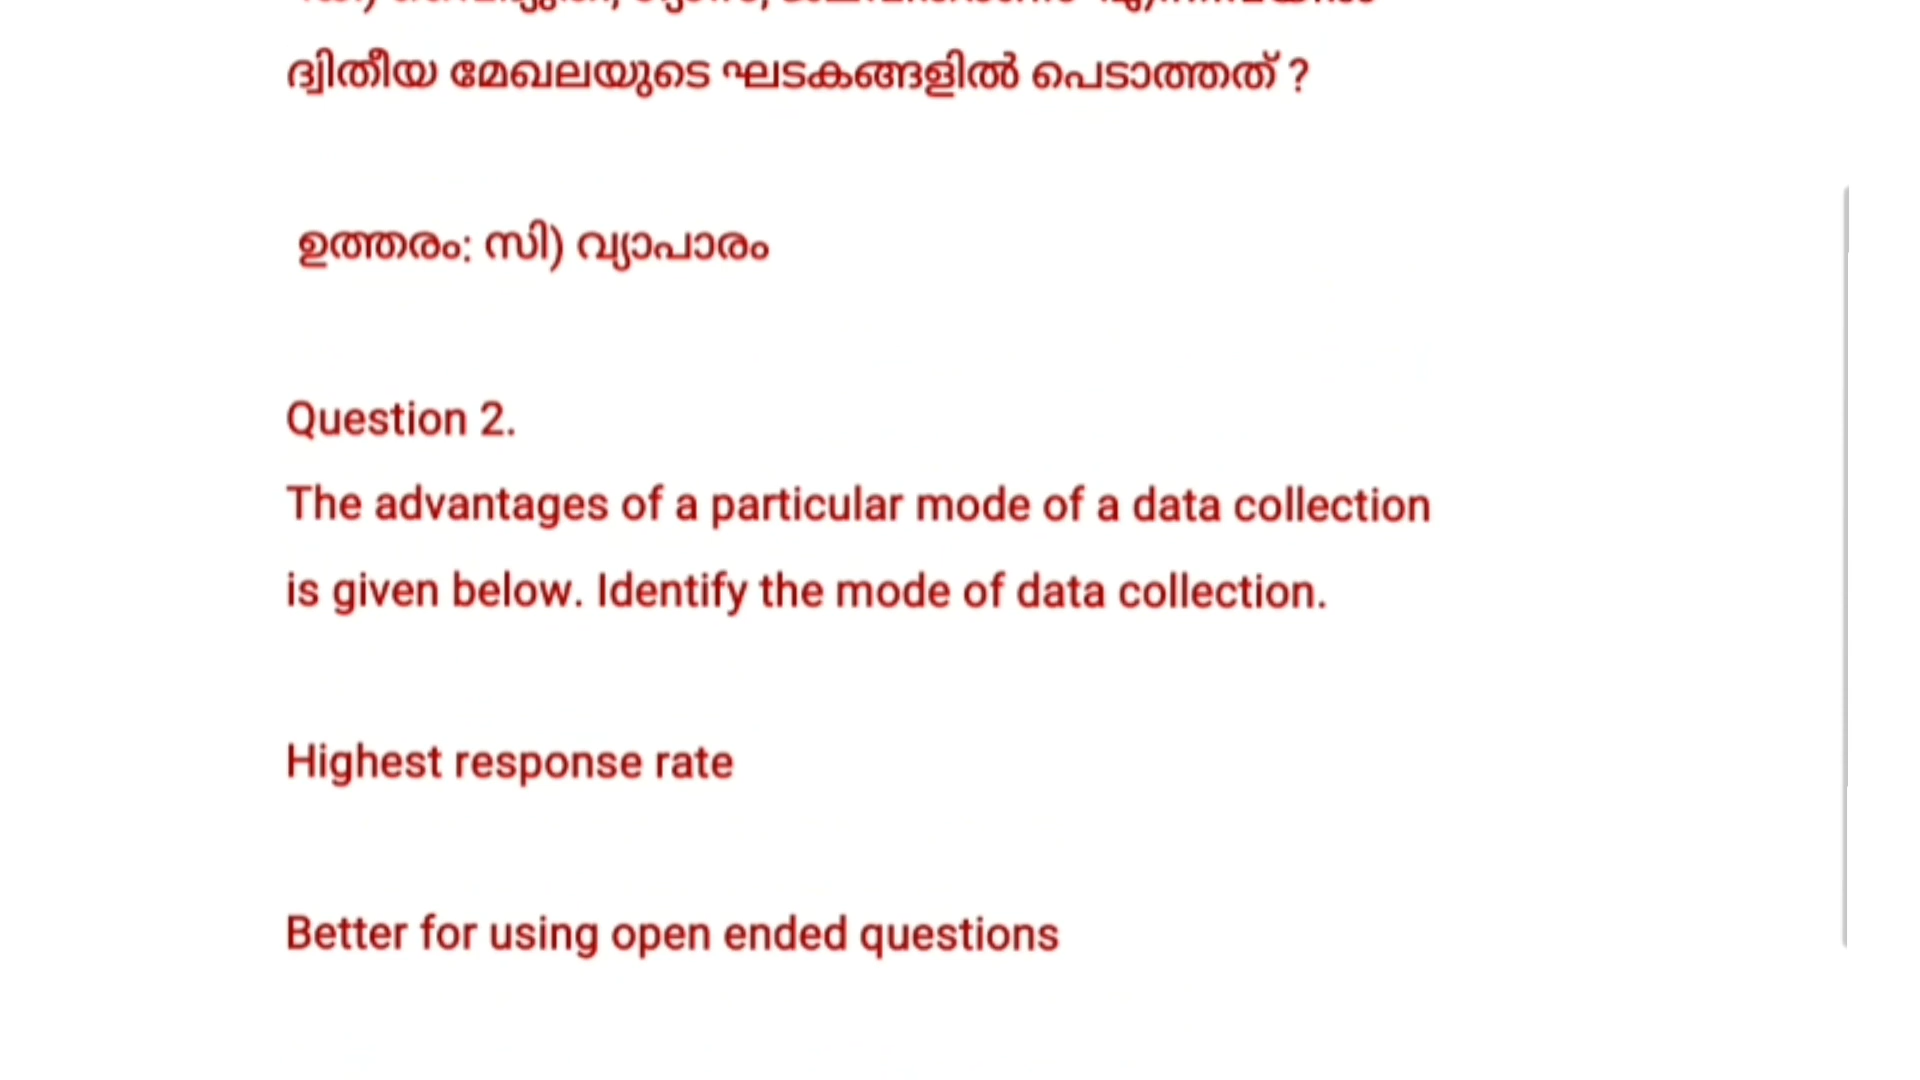 ദ്വിതീയ മേഖലയുടെ ഘടകങ്ങളിൽ പെടാത്തത് ?
ഉത്തരം: സി) വ്യാപാരം
Question 2.
The advantages of a particular mode of a data collection
is given below. Identify the mode of data collection.
Highest response rate
Better for using open ended questions